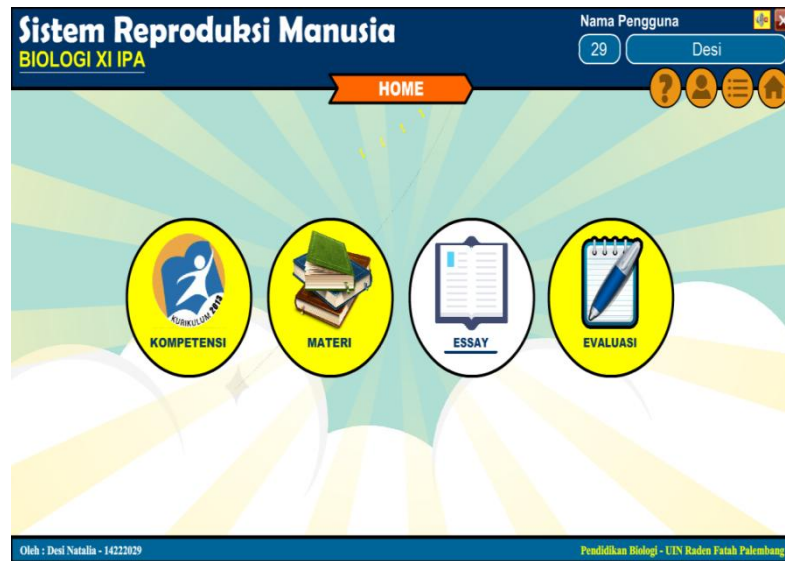 Sistem Reproduksi Manusia
BIOLOGI XI IPA
Nama Pengguna
29
Desi
HOME
?
KURIKULUM 2013
KOMPETENSI
MATERI
ESSAY
EVALUASI
Oleh : Desi Natalia - 14222029
Pendidikan Biologi - UIN Raden Fatah Palembang